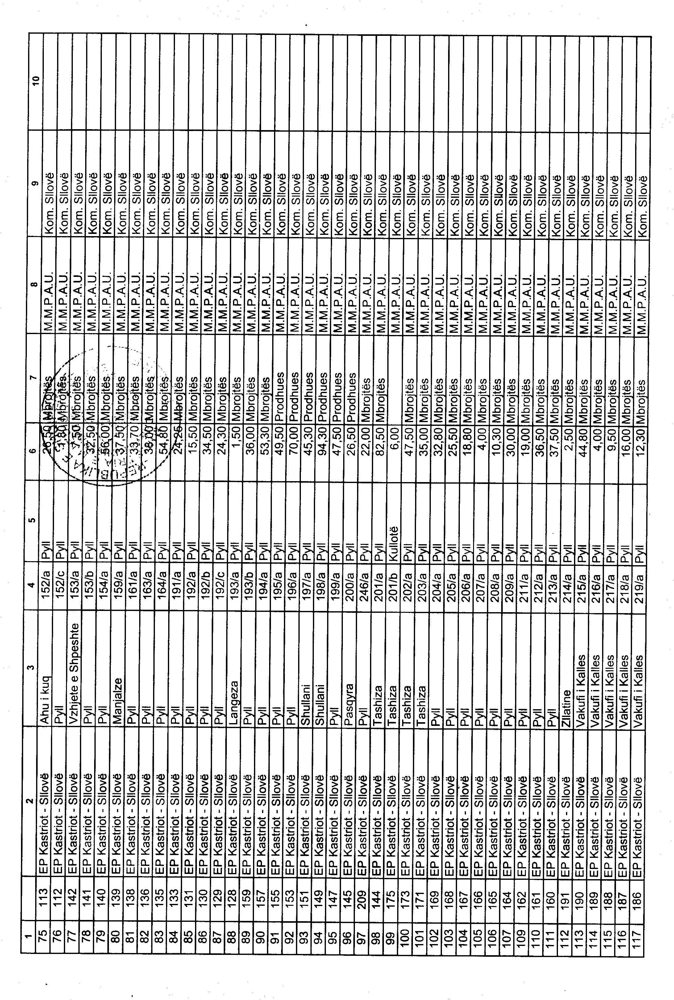 1 2 3 4 5 6 7 8 9 10
75 113 EP Kastriot - Sllovë Ahu i kuq 152/a Pyll 26,50 Mbrojtës M.M.P.A.U. Kom. Sllovë
76 112 EP Kastriot - Sllovë Pyll 152/c Pyll 1,80 Mbrojtës M.M.P.A.U. Kom. Sllovë
77 142 EP Kastriot - Sllovë Vzhjete e Shpeshte 153/a Pyll Mbrojtës M.M.P.A.U. Kom. Sllovë
78 141 EP Kastriot - Sllovë Pyll 153/b Pyll 32,50 Mbrojtës M.M.P.A.U. Kom. Sllovë
79 140 EP Kastriot - Sllovë Pyll 154/a Pyll 56,00 Mbrojtës M.M.P.A.U. Kom. Sllovë
80 139 EP Kastriot - Sllovë Manjalze 159/a Pyll 37,50 Mbrojtës M.M.P.A.U. Kom. Sllovë
81 138 EP Kastriot - Sllovë Pyll 161/a Pyll 33,70 Mbrojtës M.M.P.A.U. Kom. Sllovë
82 136 EP Kastriot - Sllovë Pyll 163/a Pyll 38,00 Mbrojtës M.M.P.A.U. Kom. Sllovë
83 135 EP Kastriot - Sllovë Pyll 164/a Pyll 54,80 Mbrojtës M.M.P.A.U. Kom. Sllovë
84 133 EP Kastriot - Sllovë Pyll 191/a Pyll 24,26 Mbrojtës M.M.P.A.U. Kom. Sllovë
85 131 EP Kastriot - Sllovë Pyll 192/a Pyll 15,50 Mbrojtës M.M.P.A.U. Kom. Sllovë
86 130 EP Kastriot - Sllovë Pyll 192/b Pyll 34,50 Mbrojtës M.M.P.A.U. Kom. Sllovë
87 129 EP Kastriot - Sllovë Pyll 192/c Pyll 24,30 Mbrojtës M.M.P.A.U. Kom. Sllovë
88 128 EP Kastriot - Sllovë Langeza 193/a Pyll 1,50 Mbrojtës M.M.P.A.U. Kom. Sllovë
89 159 EP Kastriot - Sllovë Pyll 193/b Pyll 36,00 Mbrojtës M.M.P.A.U. Kom. Sllovë
90 157 EP Kastriot - Sllovë Pyll 194/a Pyll 53,30 Mbrojtës M.M.P.A.U. Kom. Sllovë
91 155 EP Kastriot - Sllovë Pyll 195/a Pyll 49,50 Prodhues M.M.P.A.U. Kom. Sllovë
92 153 EP Kastriot - Sllovë Pyll 196/a Pyll 70,00 Prodhues M.M.P.A.U. Kom. Sllovë
93 151 EP Kastriot - Sllovë Shullani 197/a Pyll 45,30 Prodhues M.M.P.A.U. Kom. Sllovë
94 149 EP Kastriot - Sllovë Shullani 198/a Pyll 94,30 Prodhues M.M.P.A.U. Kom. Sllovë
95 147 EP Kastriot - Sllovë Pyll 199/a Pyll 47,50 Prodhues M.M.P.A.U. Kom. Sllovë
96 145 EP Kastriot - Sllovë Pasqyra 200/a Pyll 26,50 Prodhues M.M.P.A.U. Kom. Sllovë
97 209 EP Kastriot - Sllovë Pyll 246/a Pyll 22,00 Mbrojtës M.M.P.A.U. Kom. Sllovë
98 144 EP Kastriot - Sllovë Tashiza 201/a Pyll 82,50 Mbrojtës M.M.P.A.U. Kom. Sllovë
99 175 EP Kastriot - Sllovë Tashiza 201/b Kullotë 6,00 M.M.P.A.U. Kom. Sllovë
100 173 EP Kastriot - Sllovë Tashiza 202/a Pyll 47,50 Mbrojtës M.M.P.A.U. Kom. Sllovë
101 171 EP Kastriot - Sllovë Tashiza 203/a Pyll 35,00 Mbrojtës M.M.P.A.U. Kom. Sllovë
102 169 EP Kastriot - Sllovë Pyll 204/a Pyll 32,80 Mbrojtës M.M.P.A.U. Kom. Sllovë
103 168 EP Kastriot - Sllovë Pyll 205/a Pyll 25,50 Mbrojtës M.M.P.A.U. Kom. Sllovë
104 167 EP Kastriot - Sllovë Pyll 206/a Pyll 18,80 Mbrojtës M.M.P.A.U. Kom. Sllovë
105 166 EP Kastriot - Sllovë Pyll 207/a Pyll 4,00 Mbrojtës M.M.P.A.U. Kom. Sllovë
106 165 EP Kastriot - Sllovë Pyll 208/a Pyll 10,30 Mbrojtës M.M.P.A.U. Kom. Sllovë
107 164 EP Kastriot - Sllovë Pyll 209/a Pyll 30,00 Mbrojtës M.M.P.A.U. Kom. Sllovë
109 162 EP Kastriot - Sllovë Pyll 211/a Pyll 19,00 Mbrojtës M.M.P.A.U. Kom. Sllovë
110 161 EP Kastriot - Sllovë Pyll 212/a Pyll 36,50 Mbrojtës M.M.P.A.U. Kom. Sllovë
111 160 EP Kastriot - Sllovë Pyll 213/a Pyll 37,50 Mbrojtës M.M.P.A.U. Kom. Sllovë
112 191 EP Kastriot - Sllovë Zllatine 214/a Pyll 2,50 Mbrojtës M.M.P.A.U. Kom. Sllovë
113 190 EP Kastriot - Sllovë Vakufi i Kalles 215/a Pyll 44,80 Mbrojtës M.M.P.A.U. Kom. Sllovë
114 189 EP Kastriot - Sllovë Vakufi i Kalles 216/a Pyll 4,00 Mbrojtës M.M.P.A.U. Kom. Sllovë
115 188 EP Kastriot - Sllovë Vakufi i Kalles 217/a Pyll 9,50 Mbrojtës M.M.P.A.U. Kom. Sllovë
116 187 EP Kastriot - Sllovë Vakufi i Kalles 218/a Pyll 16,00 Mbrojtës M.M.P.A.U. Kom. Sllovë
117 186 EP Kastriot - Sllovë Vakufi i Kalles 219/a Pyll 12,30 Mbrojtës M.M.P.A.U. Kom. Sllovë
REPUBLIKA E